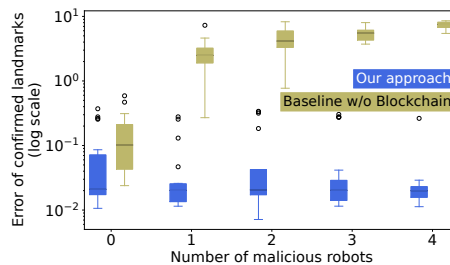 Error of confirmed landmarks
(log scale)
10¹
10⁰
10⁻¹
10⁻²
Our approach
Baseline w/o Blockchain
0 1 2 3 4
Number of malicious robots